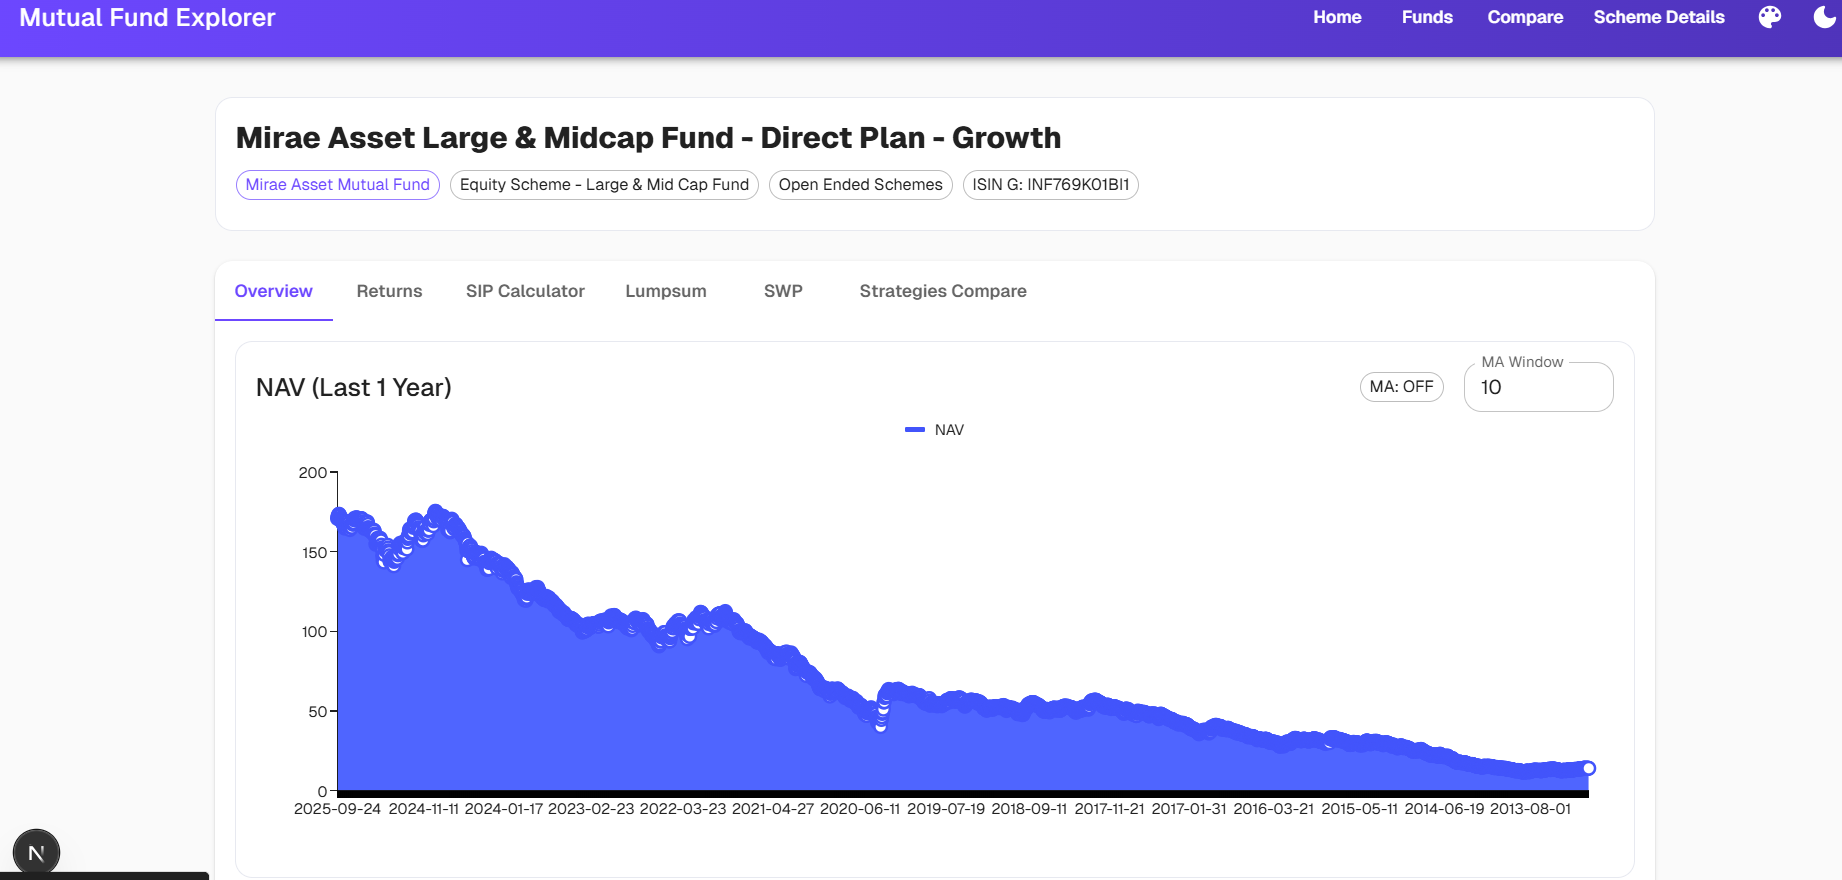 Mutual Fund Explorer
Home Funds Compare Scheme Details
Mirae Asset Large & Midcap Fund - Direct Plan - Growth
Mirae Asset Mutual Fund Equity Scheme - Large & Mid Cap Fund Open Ended Schemes ISIN G: INF769K01BI1
Overview Returns SIP Calculator Lumpsum SWP Strategies Compare
NAV (Last 1 Year)
MA: OFF
MA Window
10
NAV
200
150
100
50
0
2025-09-24 2024-11-11 2024-01-17 2023-02-23 2022-03-23 2021-04-27 2020-06-11 2019-07-19 2018-09-11 2017-11-21 2017-01-31 2016-03-21 2015-05-11 2014-06-19 2013-08-01
N